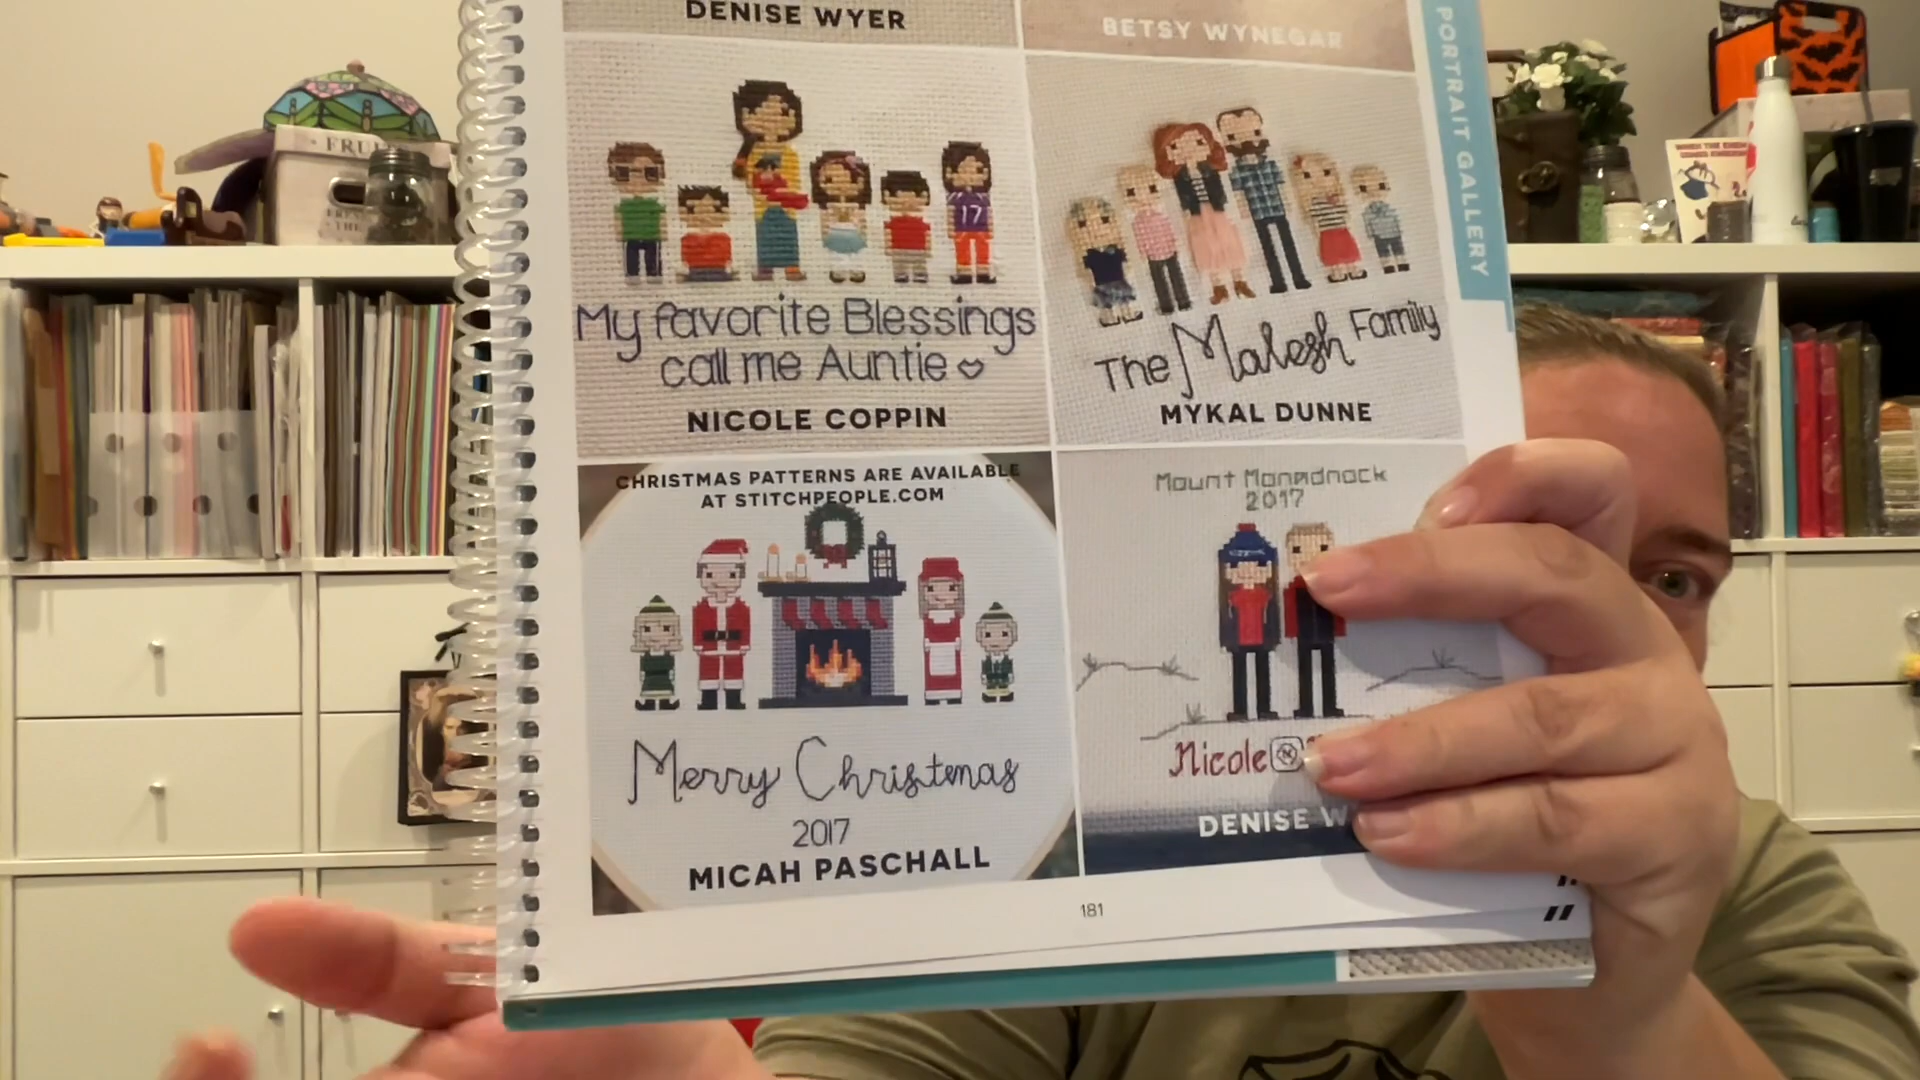 DENISE WYER
BETSY WYNEGAR
PORTRAIT GALLERY
17
My favorite Blessings
call me Auntie
NICOLE COPPIN
The Malesh Family
MYKAL DUNNE
CHRISTMAS PATTERNS ARE AVAILABLE
AT STITCHPEOPLE.COM
Merry Christmas
2017
MICAH PASCHALL
Mount Monadnock
2017
Nicole
DENISE W
181
FRU